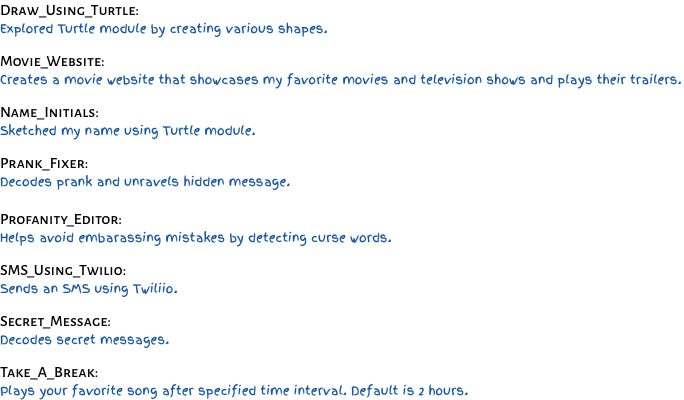 Draw_Using_Turtle:
Explored Turtle module by creating various shapes.
Movie_Website:
Creates a movie website that showcases my favorite movies and television shows and plays their trailers.
Name_Initials:
Sketched my name using Turtle module.
Prank_Fixer:
Decodes prank and unravels hidden message.
Profanity_Editor:
Helps avoid embarassing mistakes by detecting curse words.
SMS_Using_Twilio:
Sends an SMS using Twiliio.
Secret_Message:
Decodes secret messages.
Take_A_Break:
Plays your favorite song after specified time interval. Default is 2 hours.